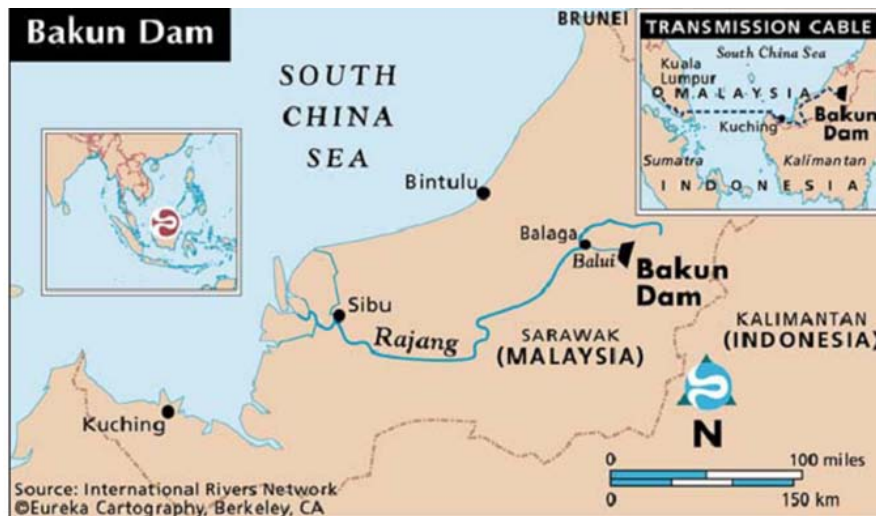 Bakun Dam
BRUNEI
TRANSMISSION CABLE
South China Sea
Kuala
Lumpur
MALAYSIA
Kuching
Bakun
Dam
Sumatra
Kalimantan
INDONESIA
SOUTH
CHINA
SEA
Bintulu
Balaga
Balui
Bakun
Dam
Sibu
Rajang
SARAWAK
(MALAYSIA)
KALIMANTAN
(INDONESIA)
Kuching
N
0 100 miles
0 150 km
Source: International Rivers Network
©Eureka Cartography, Berkeley, CA